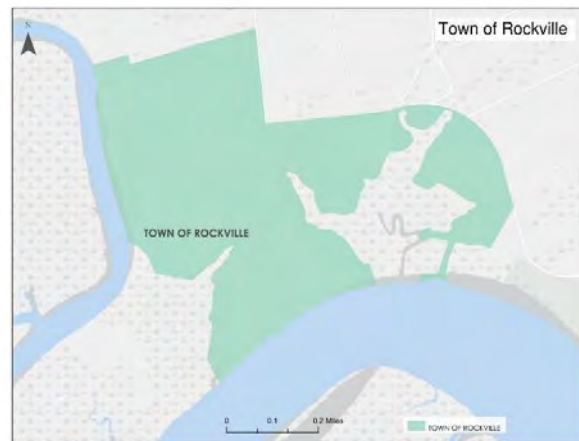 Town of Rockville
N
TOWN OF ROCKVILLE
0 0.1 0.2 Miles
TOWN OF ROCKVILLE